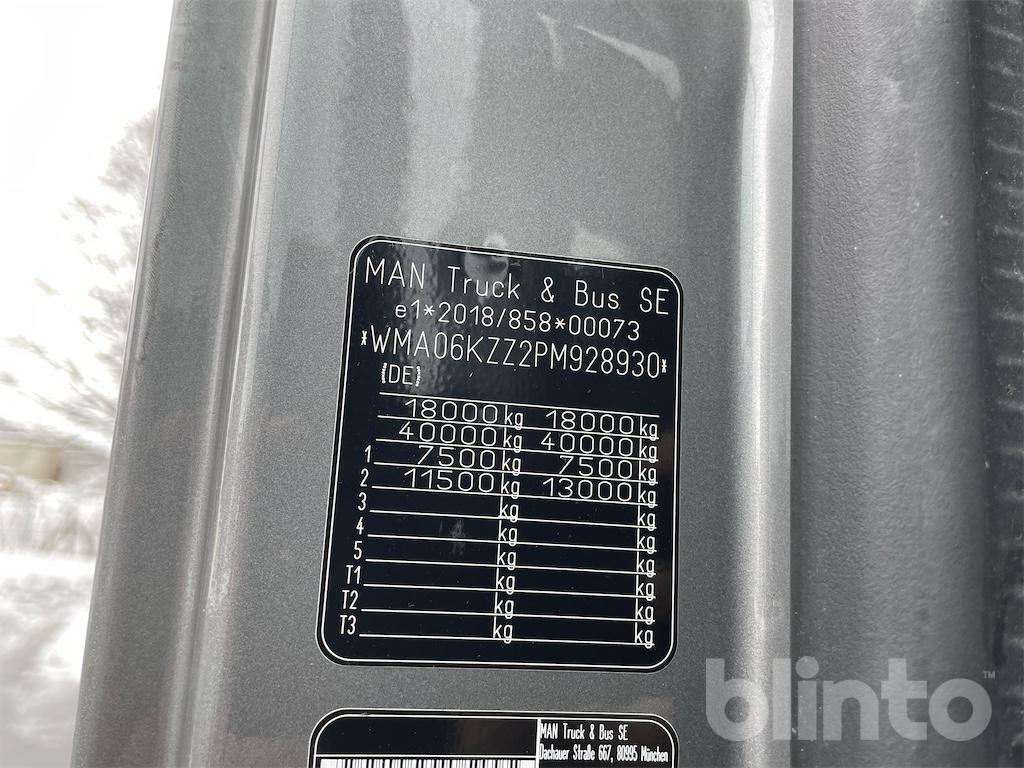 MAN Truck & Bus SE
e1*2018/858*00073
*WMA06KZZ2PM928930*
(DE)
18000 kg 18000 kg
40000 kg 40000 kg
1 7500 kg 7500 kg
2 11500 kg 13000 kg
3 kg kg
4 kg kg
5 kg kg
T1 kg kg
T2 kg kg
T3 kg kg
MAN Truck & Bus SE
Dachauer Straße 667, 80995 München
blinto™